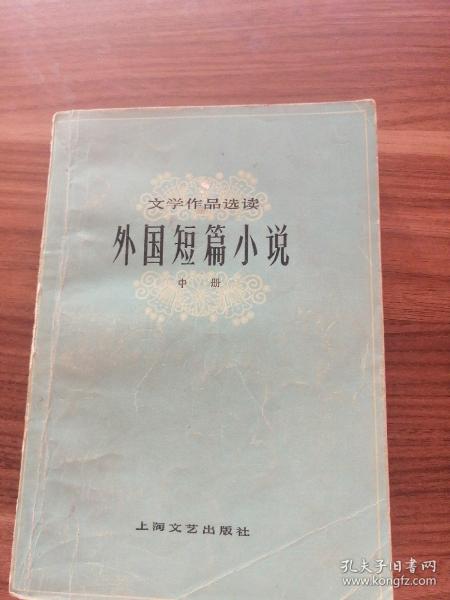 文学作品选读
外国短篇小说
中册
上海文艺出版社
孔夫子旧书网
www.kongfz.com